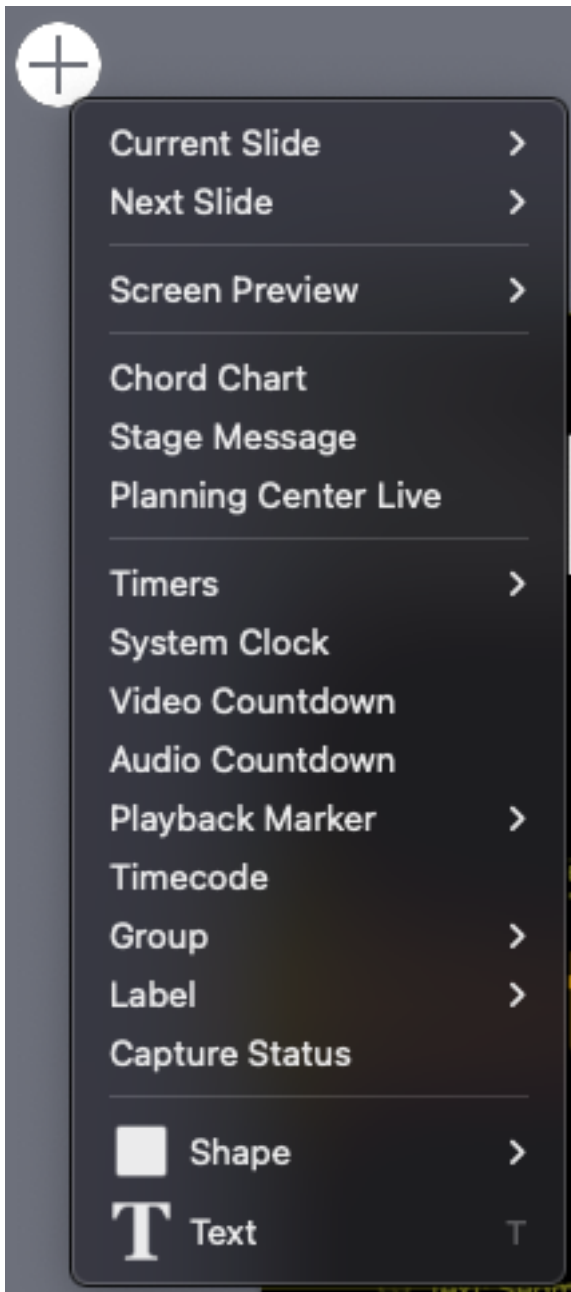 Current Slide
Next Slide
Screen Preview
Chord Chart
Stage Message
Planning Center Live
Timers
System Clock
Video Countdown
Audio Countdown
Playback Marker
Timecode
Group
Label
Capture Status
Shape
T Text T